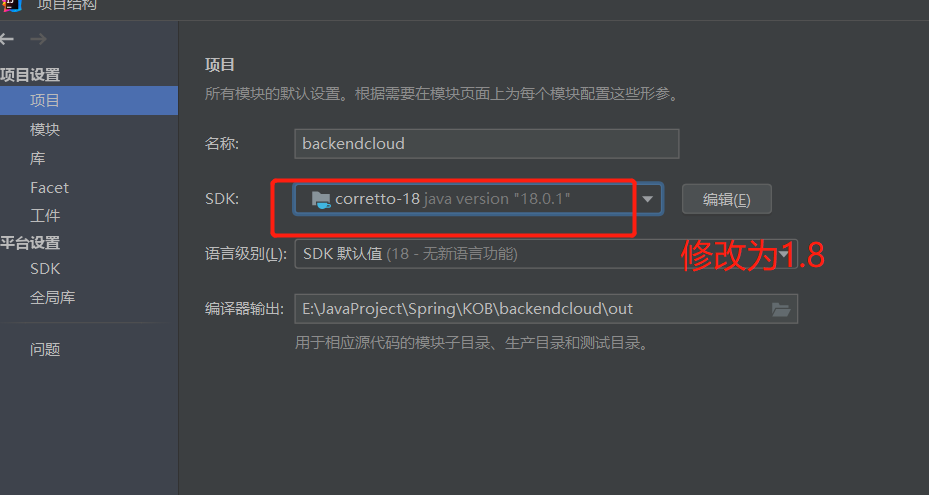 项目结构
项目设置
项目
模块
库
Facet
工件
平台设置
SDK
全局库
问题
项目
所有模块的默认设置。根据需要在模块页面上为每个模块配置这些形参。
名称: backendcloud
SDK: corretto-18 java version "18.0.1" 编辑(E)
修改为1.8
语言级别(L): SDK 默认值 (18 - 无新语言功能)
编译器输出: E:\JavaProject\Spring\KOB\backendcloud\out
用于相应源代码的模块子目录、生产目录和测试目录。